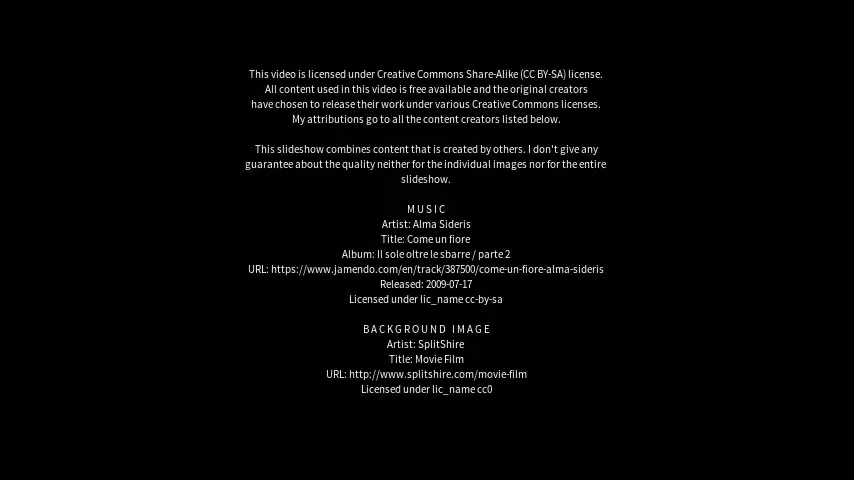 This video is licensed under Creative Commons Share-Alike (CC BY-SA) license.
All content used in this video is free available and the original creators
have chosen to release their work under various Creative Commons licenses.
My attributions go to all the content creators listed below.
This slideshow combines content that is created by others. I don't give any
guarantee about the quality neither for the individual images nor for the entire
slideshow.
MUSIC
Artist: Alma Sideris
Title: Come un fiore
Album: Il sole oltre le sbarre / parte 2
URL: https://www.jamendo.com/en/track/387500/come-un-fiore-alma-sideris
Released: 2009-07-17
Licensed under lic_name cc-by-sa
BACKGROUND IMAGE
Artist: SplitShire
Title: Movie Film
URL: http://www.splitshire.com/movie-film
Licensed under lic_name cc0